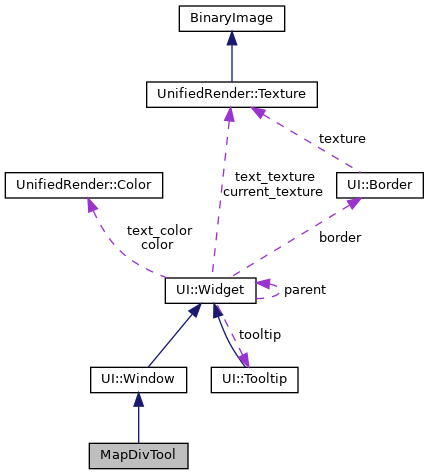 BinaryImage
UnifiedRender::Texture
texture
text_texture
current_texture
UnifiedRender::Color
UI::Border
text_color
color
border
UI::Widget
parent
tooltip
UI::Window
UI::Tooltip
MapDivTool